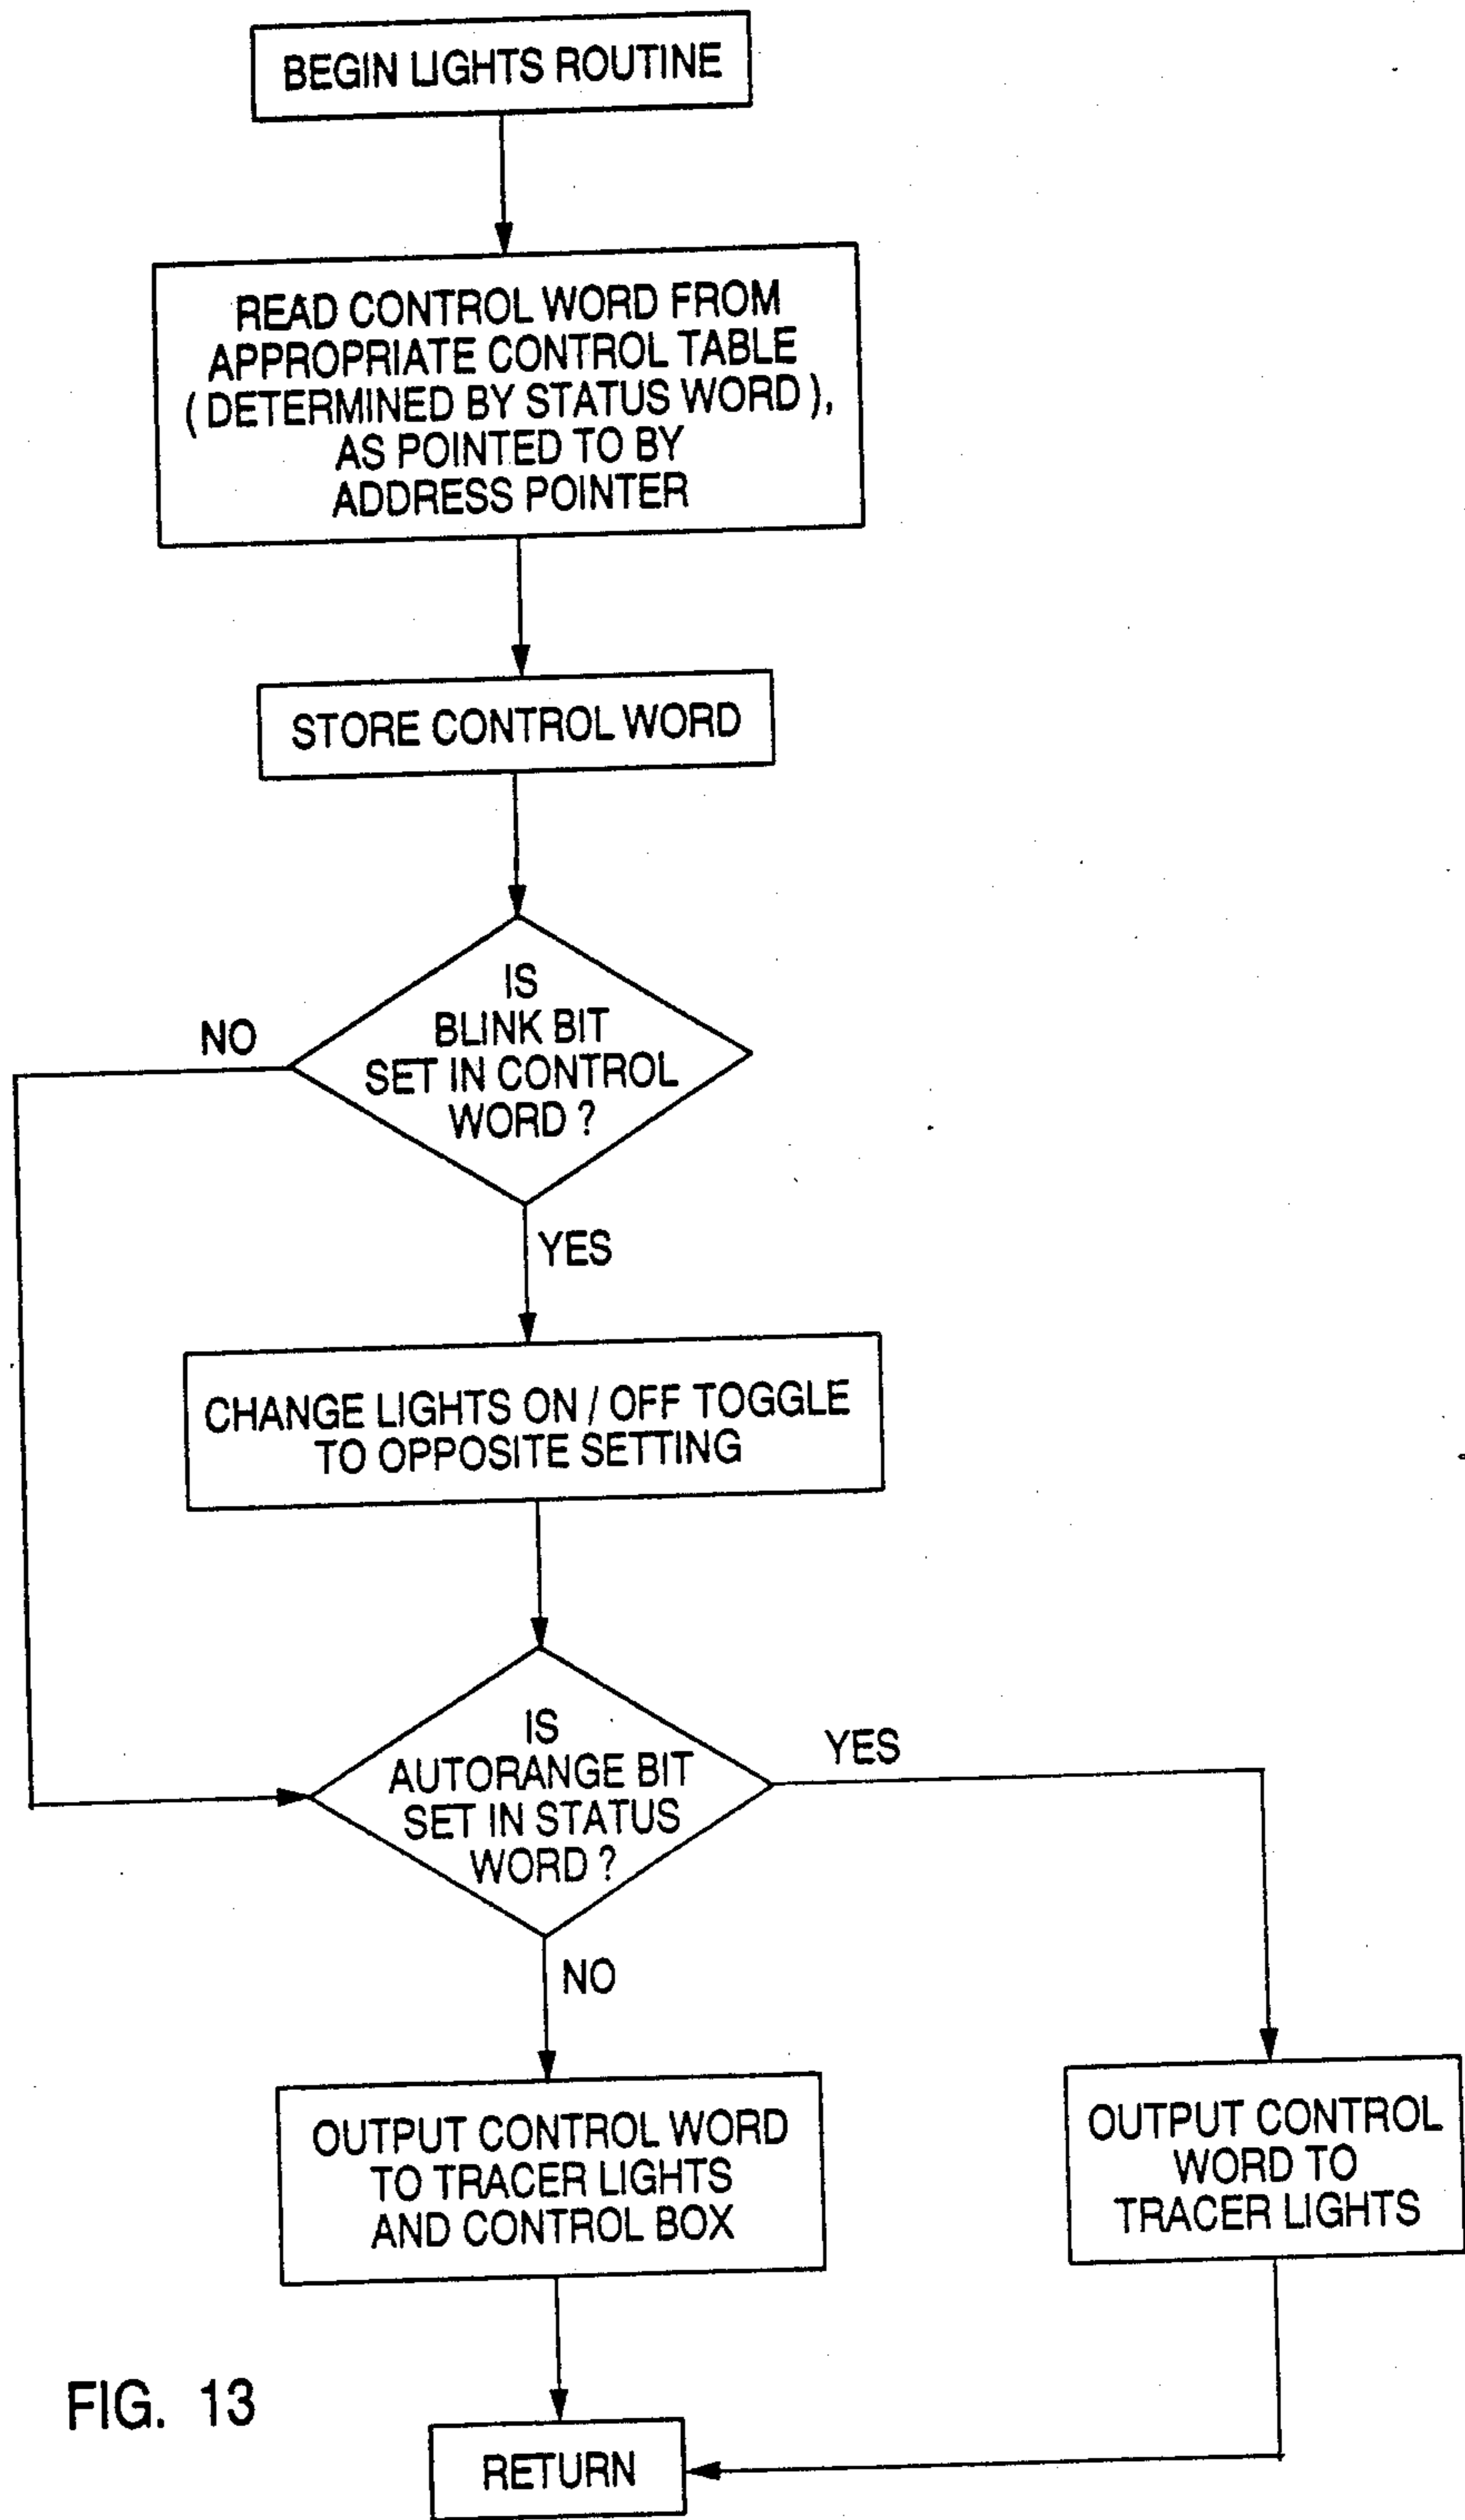 BEGIN LIGHTS ROUTINE
READ CONTROL WORD FROM
APPROPRIATE CONTROL TABLE
( DETERMINED BY STATUS WORD ),
AS POINTED TO BY
ADDRESS POINTER
STORE CONTROL WORD
IS
BLINK BIT
SET IN CONTROL
WORD ?
NO
YES
CHANGE LIGHTS ON / OFF TOGGLE
TO OPPOSITE SETTING
IS
AUTORANGE BIT
SET IN STATUS
WORD ?
YES
NO
OUTPUT CONTROL WORD
TO TRACER LIGHTS
AND CONTROL BOX
OUTPUT CONTROL
WORD TO
TRACER LIGHTS
RETURN
FIG. 13